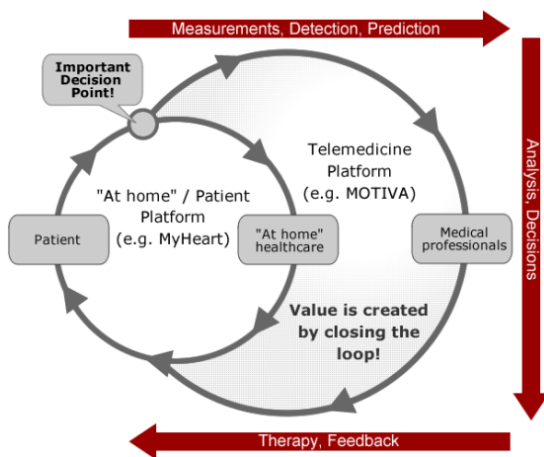 Measurements, Detection, Prediction
Important
Decision
Point!
Telemedicine
Platform
(e.g. MOTIVA)
"At home" / Patient
Platform
(e.g. MyHeart)
Patient
"At home"
healthcare
Medical
professionals
Analysis, Decisions
Value is created
by closing the
loop!
Therapy, Feedback